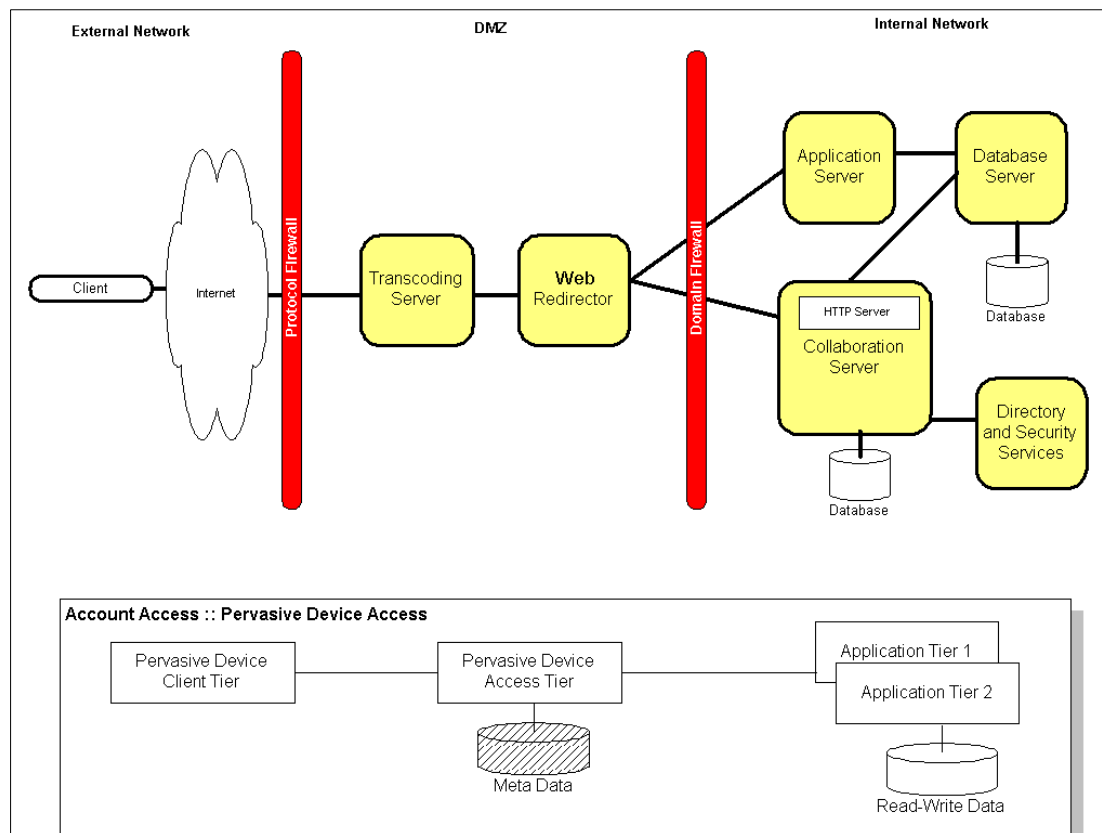 External Network
DMZ
Internal Network
Protocol FIrewall
Domain FIrewall
Client
Internet
Transcoding
Server
Web
Redirector
Application
Server
Database
Server
Database
HTTP Server
Collaboration
Server
Database
Directory
and Security
Services
Account Access :: Pervasive Device Access
Pervasive Device
Client Tier
Pervasive Device
Access Tier
Meta Data
Application Tier 1
Application Tier 2
Read-Write Data